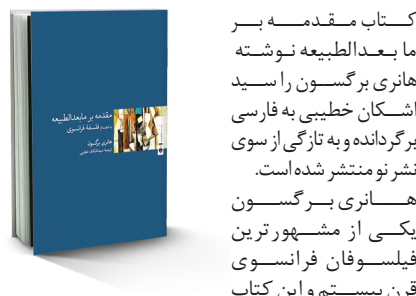 کتاب مقدمه بر
ما بعدالطبیعه نوشته
هانری برگسون را سید
اشکان خطیبی به فارسی
برگردانده و به تازگی از سوی
نشر نو منتشر شده است.
هانری برگسون
یکی از مشهورترین
فیلسوفان فرانسوی
قرن بیستم و این کتاب
مقدمه بر مابعدالطبیعه
فلسفهٔ فرانسوی
هانری برگسون